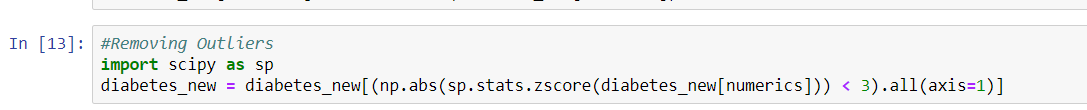 In [13]: #Removing Outliers
import scipy as sp
diabetes_new = diabetes_new[(np.abs(sp.stats.zscore(diabetes_new[numerics])) < 3).all(axis=1)]